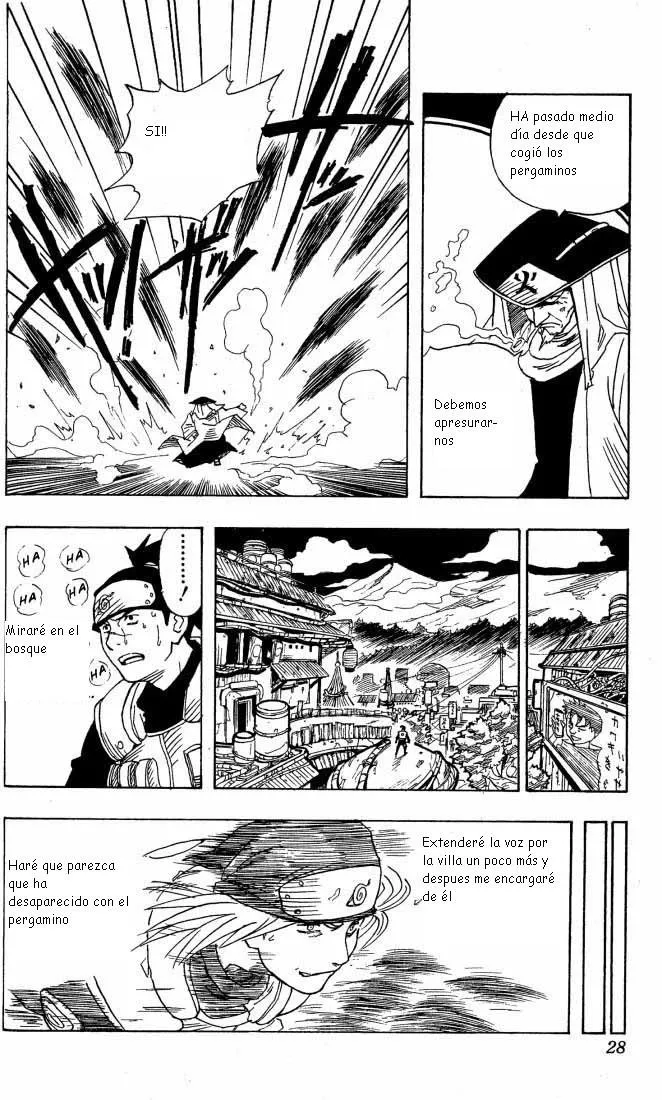 HA pasado medio
día desde que
cogió los
pergaminos
Debemos
apresurar-
nos
SI!!
HA
HA
HA
HA
Miraré en el
bosque
HA
Extenderé la voz por
la villa un poco más y
despues me encargaré
de él
Haré que parezca
que ha
desaparecido con el
pergamino
28